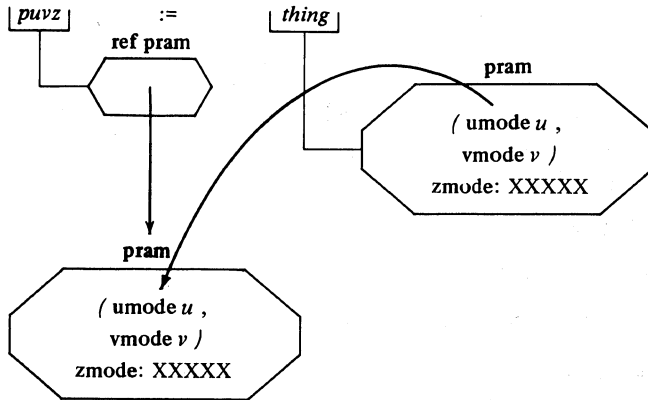 puvz := thing
ref pram
pram
( umode u ,
vmode v )
zmode: XXXXX
pram
( umode u ,
vmode v )
zmode: XXXXX